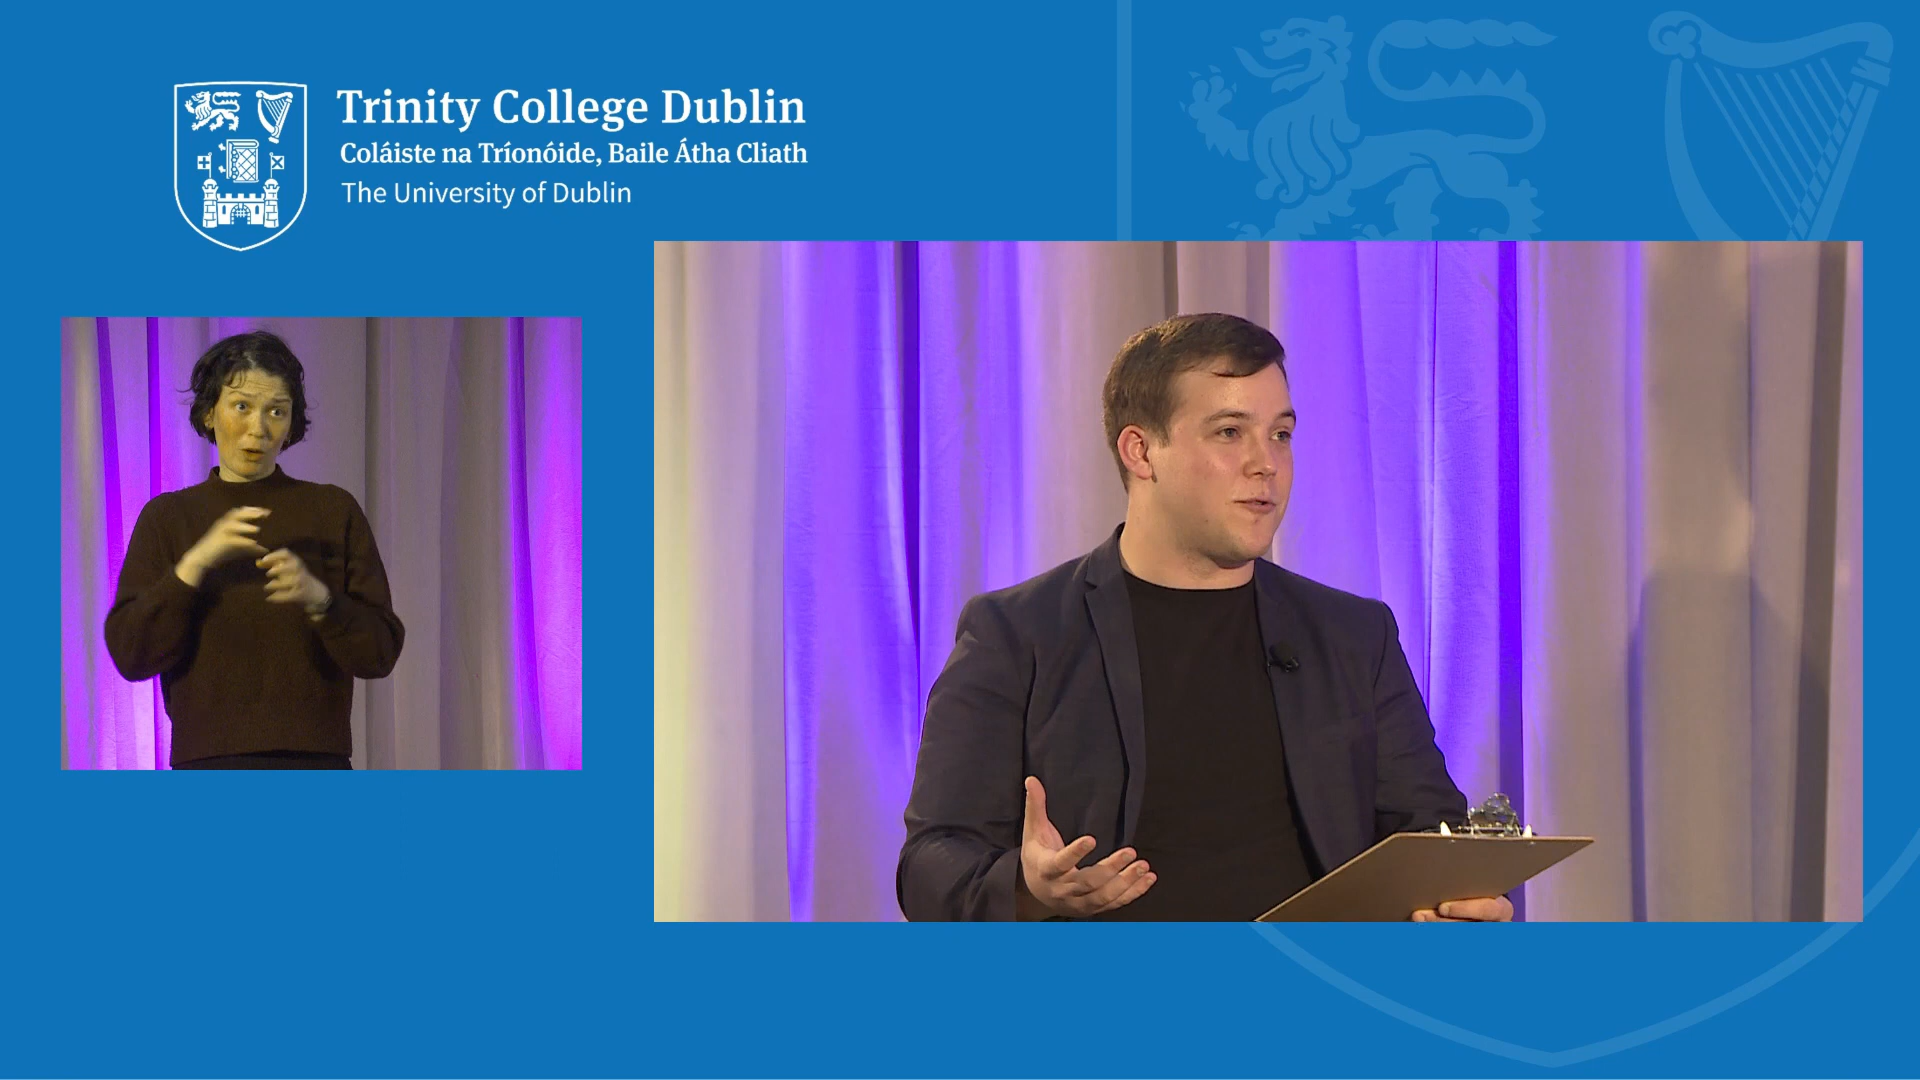 Trinity College Dublin
Coláiste na Tríonóide, Baile Átha Cliath
The University of Dublin